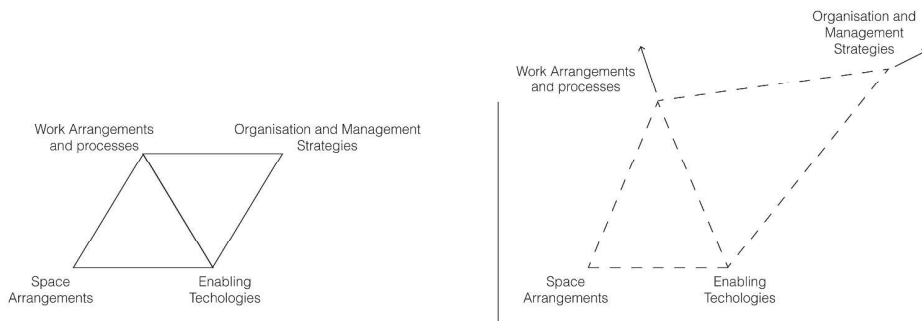 Work Arrangements
and processes
Organisation and Management
Strategies
Space
Arrangements
Enabling
Techologies
Organisation and
Management
Strategies
Work Arrangements
and processes
Space
Arrangements
Enabling
Techologies